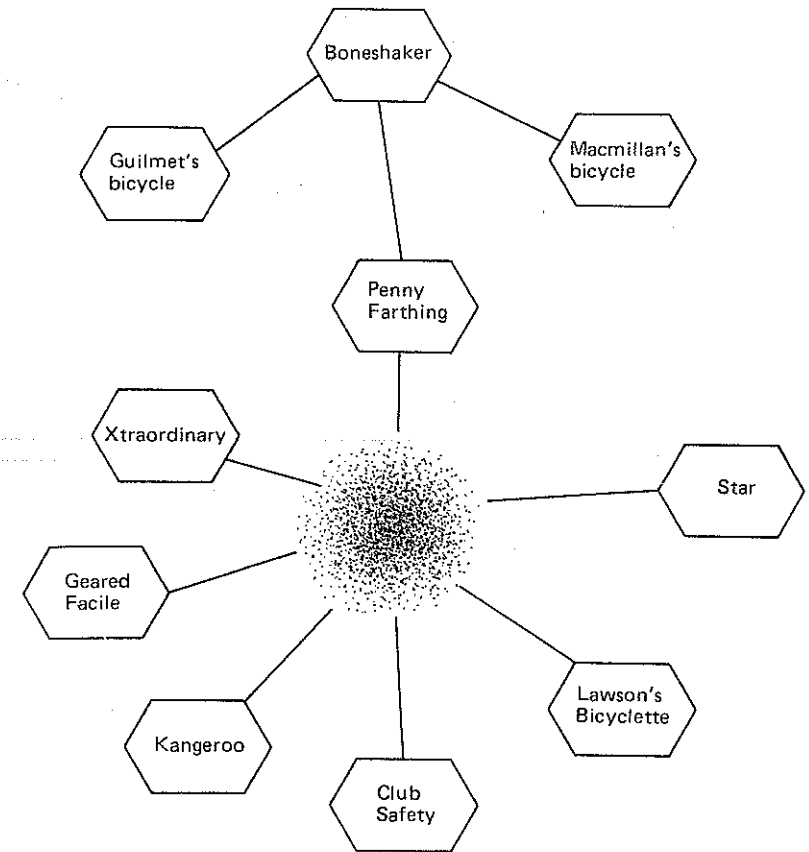 Boneshaker
Guilmet's
bicycle
Macmillan's
bicycle
Penny
Farthing
Xtraordinary
Star
Geared
Facile
Lawson's
Bicyclette
Kangeroo
Club
Safety